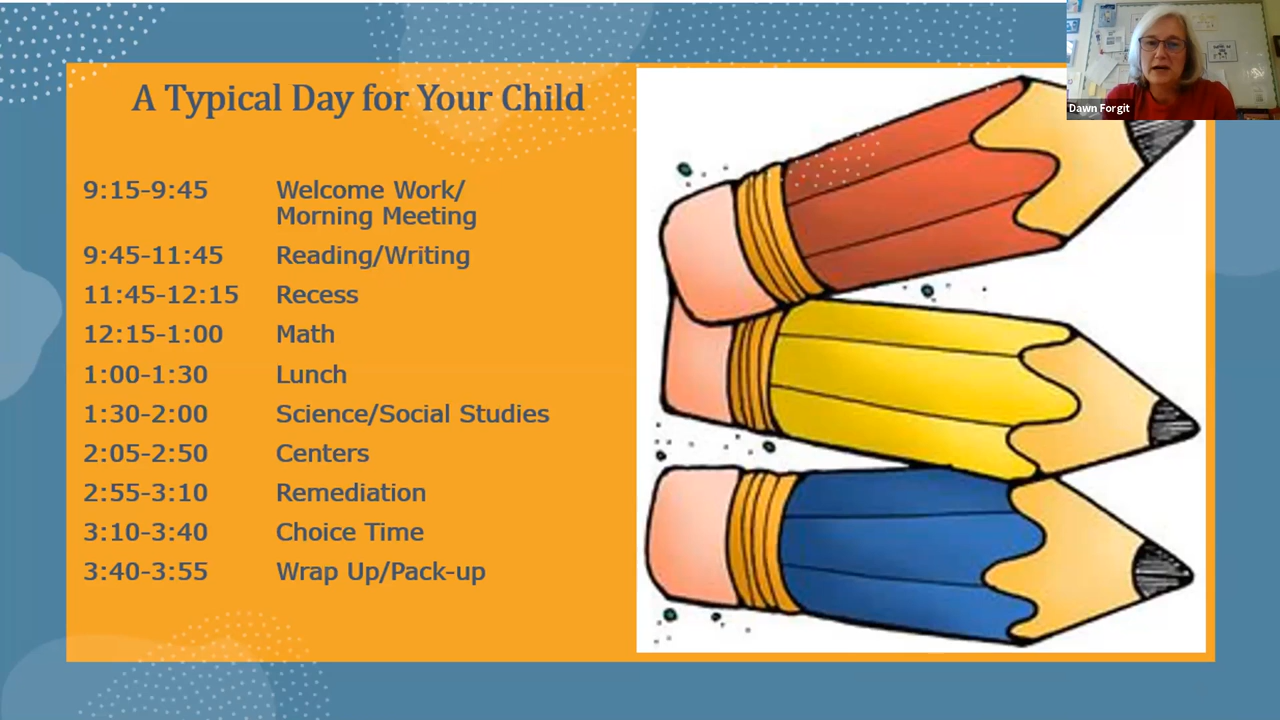 A Typical Day for Your Child
9:15-9:45 Welcome Work/
Morning Meeting
9:45-11:45 Reading/Writing
11:45-12:15 Recess
12:15-1:00 Math
1:00-1:30 Lunch
1:30-2:00 Science/Social Studies
2:05-2:50 Centers
2:55-3:10 Remediation
3:10-3:40 Choice Time
3:40-3:55 Wrap Up/Pack-up
Dawn Forgit